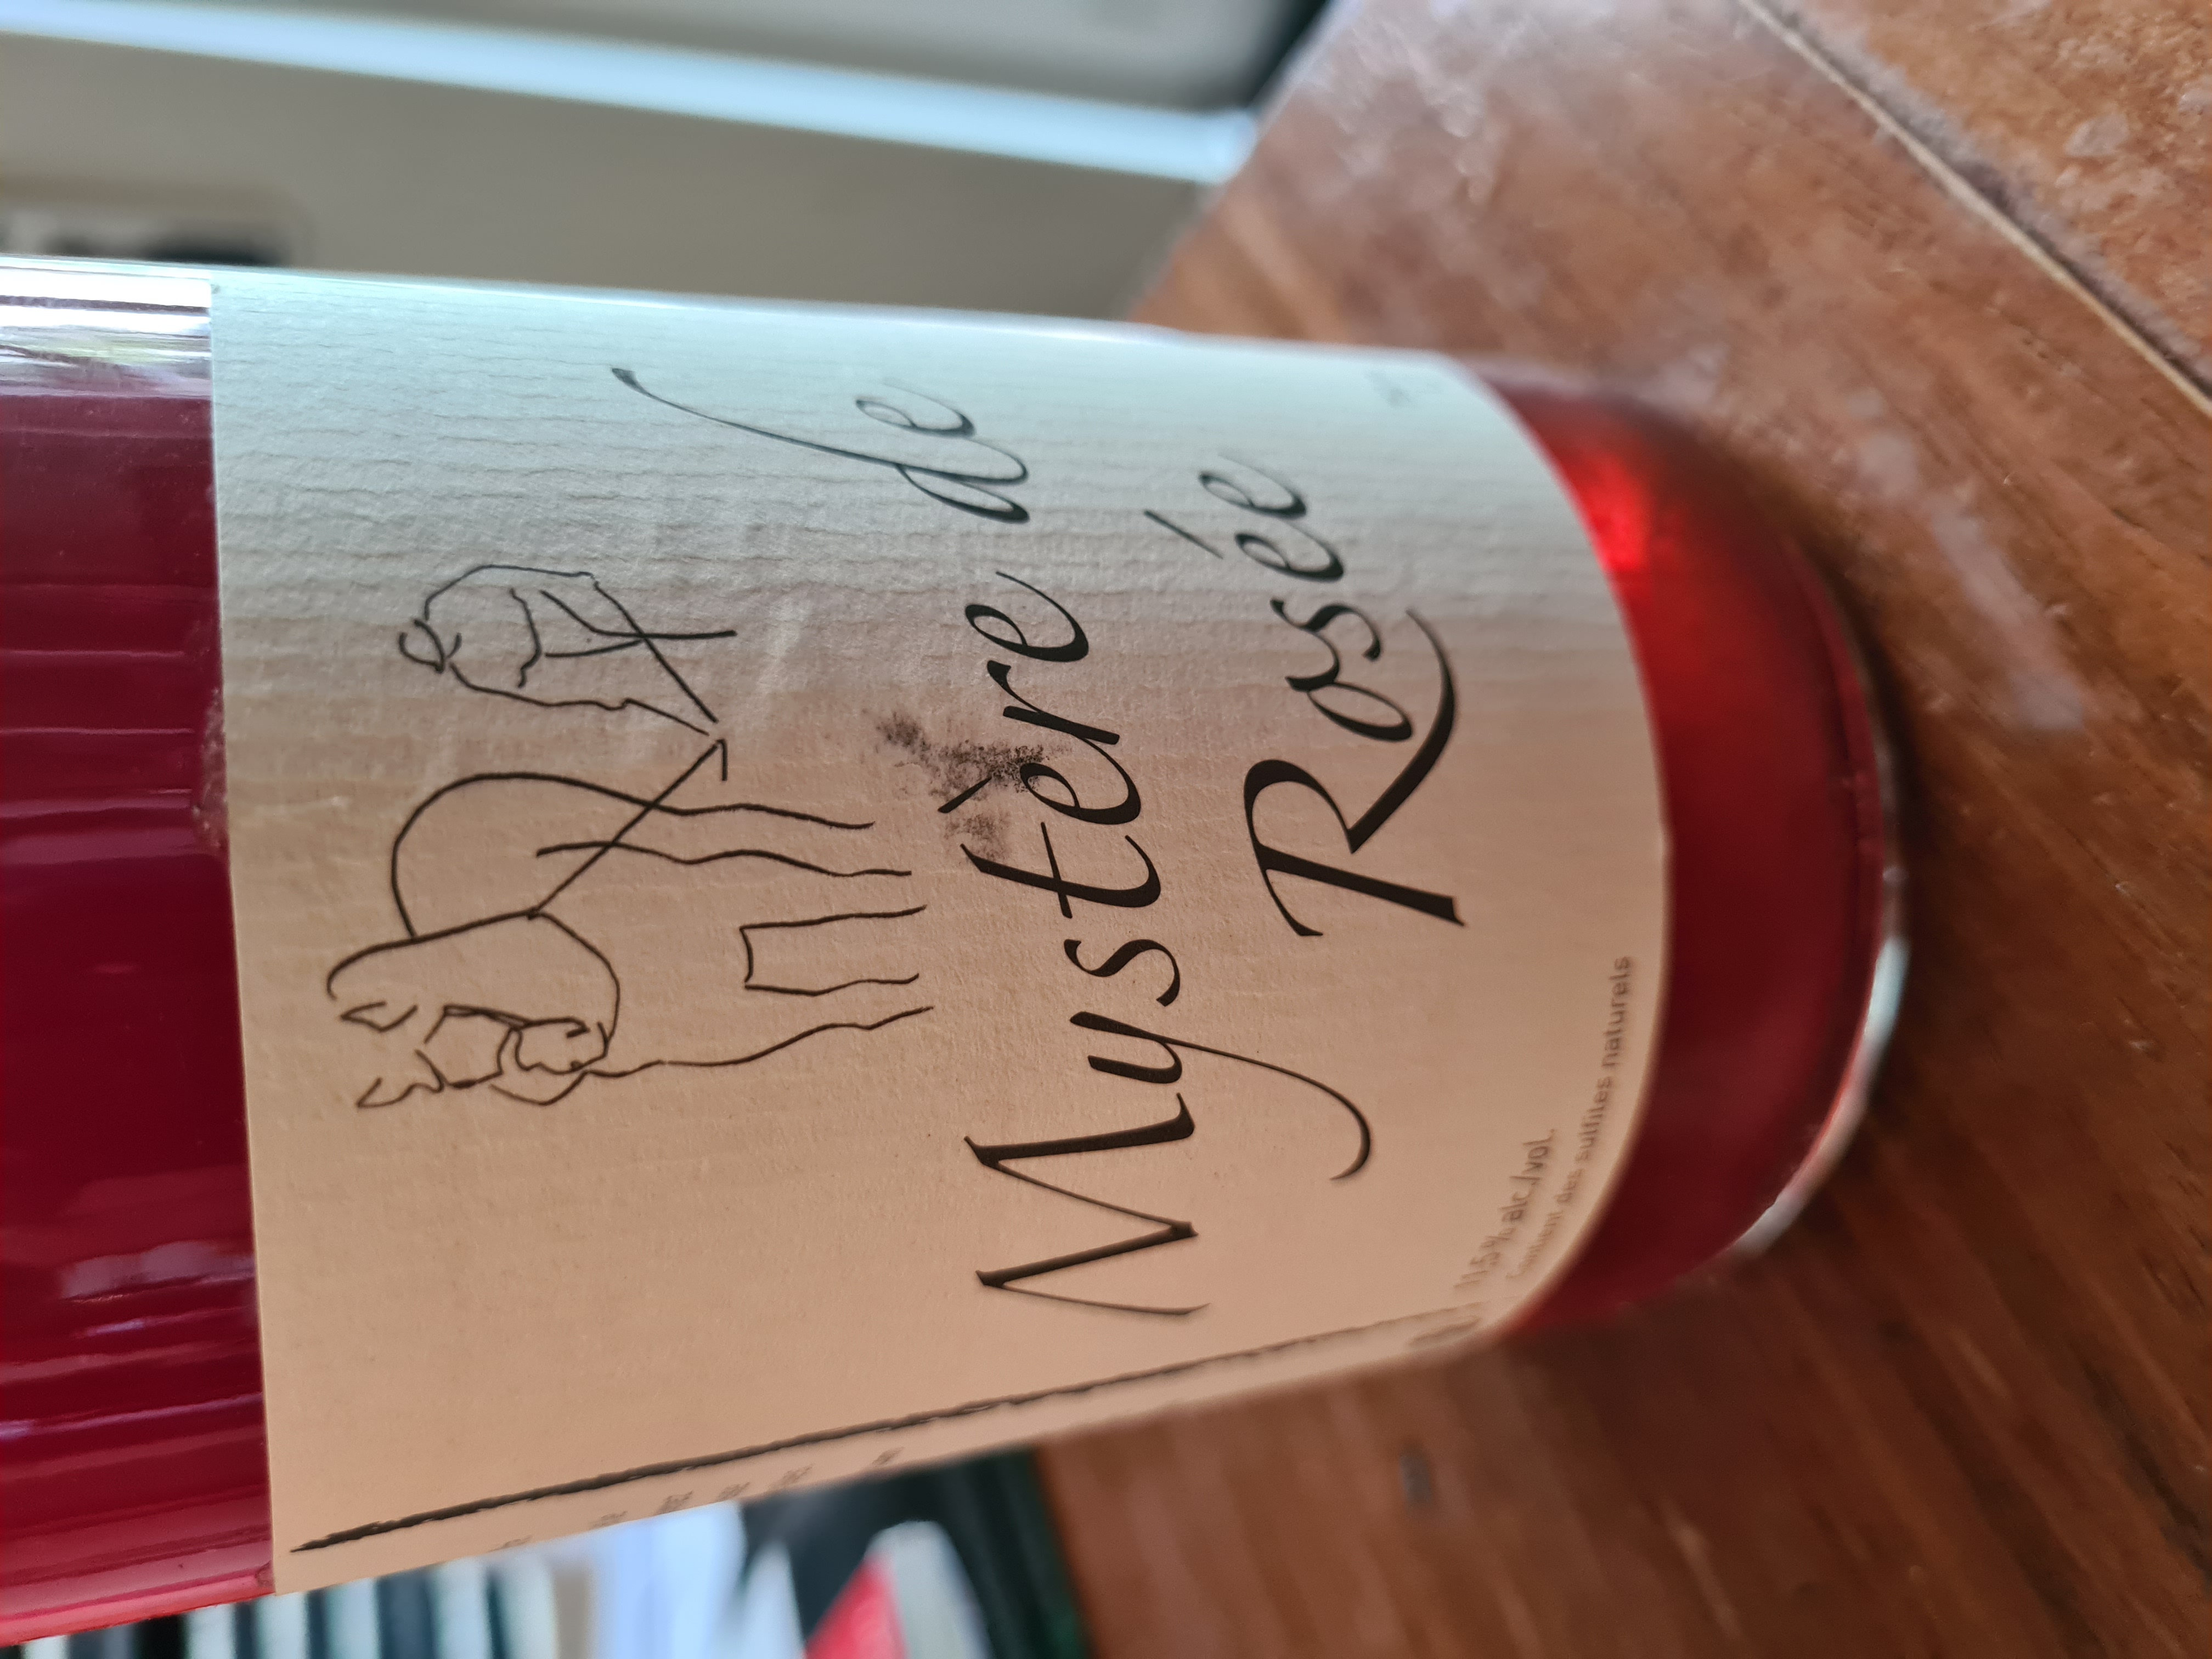 Mystère de
Rosée
11.5% alc./vol.
Contient des sulfites naturels